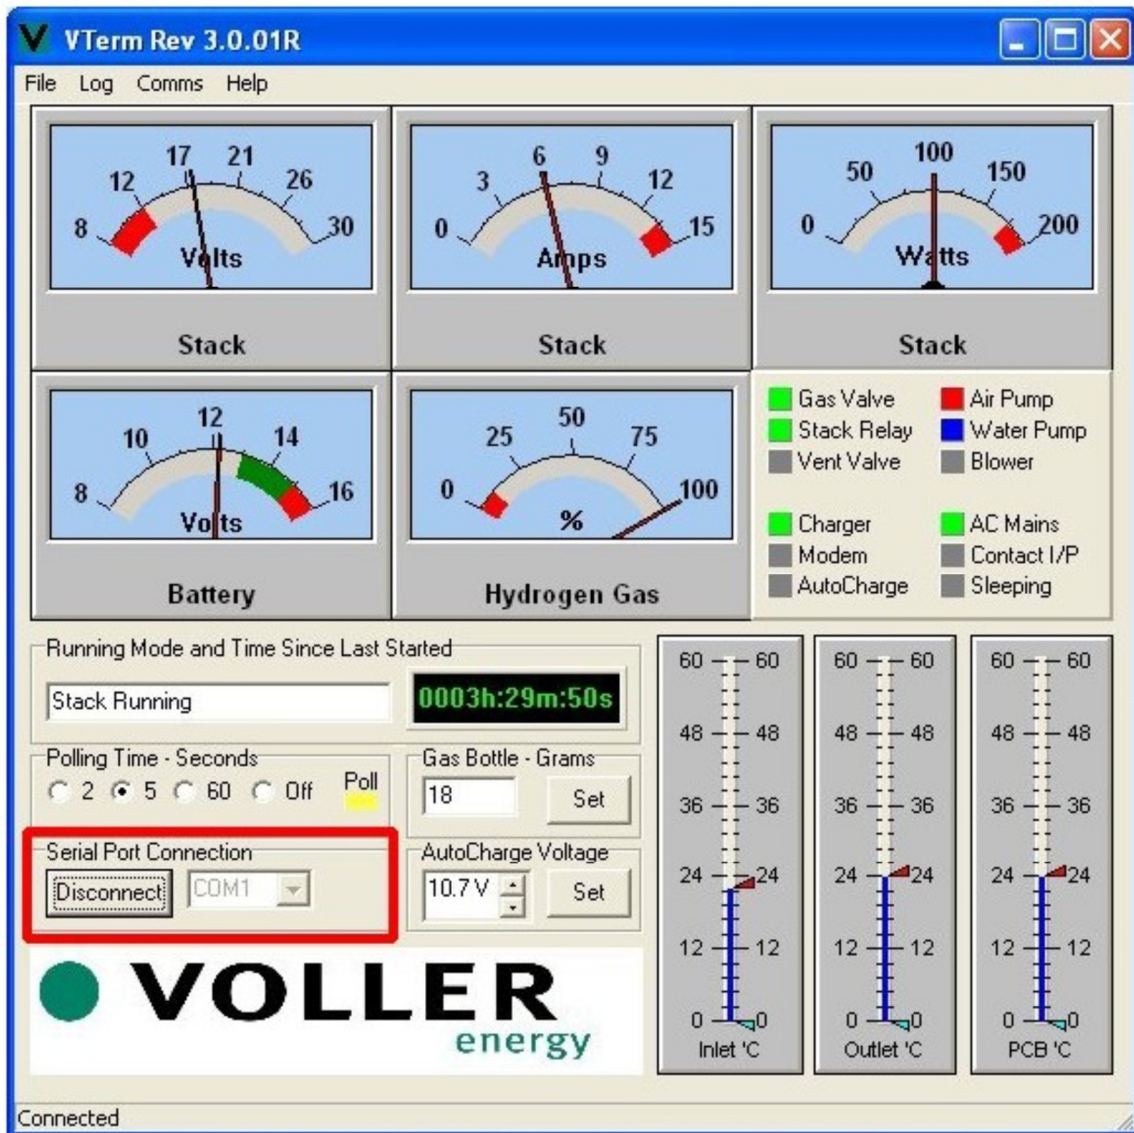 VTerm Rev 3.0.01R
File Log Comms Help
8 12 17 21 26 30
Volts
Stack
0 3 6 9 12 15
Amps
Stack
0 50 100 150 200
Watts
Stack
8 10 12 14 16
Volts
Battery
0 25 50 75 100
%
Hydrogen Gas
Gas Valve Air Pump
Stack Relay Water Pump
Vent Valve Blower
Charger AC Mains
Modem Contact I/P
AutoCharge Sleeping
Running Mode and Time Since Last Started
Stack Running 0003h:29m:50s
Polling Time - Seconds
2 5 60 Off Poll
Gas Bottle - Grams
18 Set
Serial Port Connection
Disconnect COM1
AutoCharge Voltage
10.7 V Set
60 60
48 48
36 36
24 24
12 12
0 0
Inlet 'C
60 60
48 48
36 36
24 24
12 12
0 0
Outlet 'C
60 60
48 48
36 36
24 24
12 12
0 0
PCB 'C
VOLLER
energy
Connected